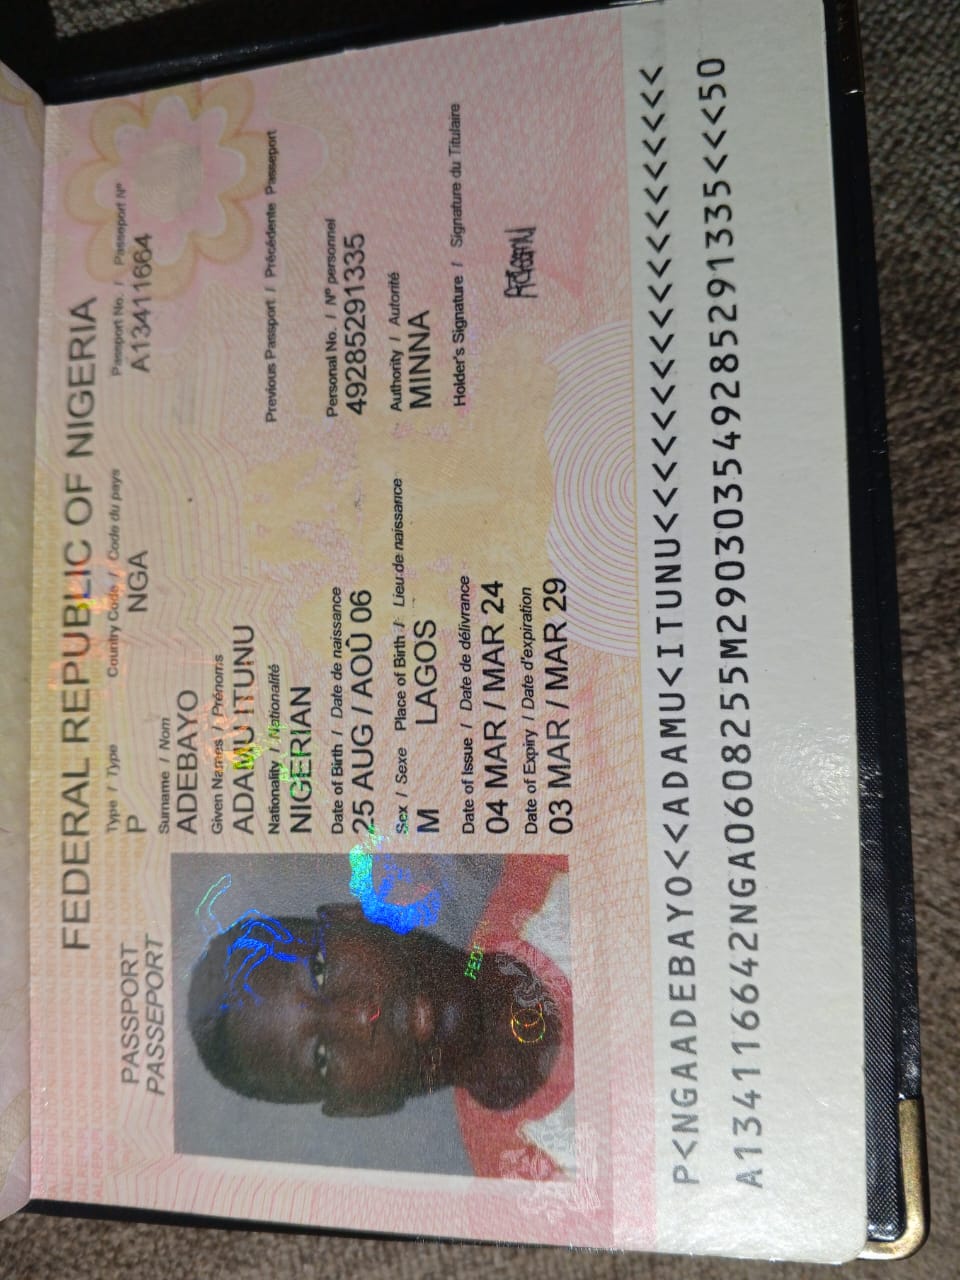 FEDERAL REPUBLIC OF NIGERIA
PASSPORT
PASSEPORT
Type / Type
Country Code / Code du pays
Passport No. / Passeport Nº
P
NGA
A13411664
Surname / Nom
ADEBAYO
Given Names / Prénoms
ADAMU ITUNU
Nationality / Nationalité
Previous Passport / Précédente Passeport
NIGERIAN
Date of Birth / Date de naissance
Personal No. / Nº personnel
25 AUG / AOÛ 06
49285291335
Sex / Sexe
Place of Birth / Lieu de naissance
Authority / Autorité
M
LAGOS
MINNA
Date of Issue / Date de délivrance
Holder's Signature / Signature du Titulaire
04 MAR / MAR 24
Date of Expiry / Date d'expiration
03 MAR / MAR 29
P<NGAADEBAYO<<ADAMU<ITUNU<<<<<<<<<<<<<<<<<<<
A134116642NGA0608255M290303549285291335<<<50